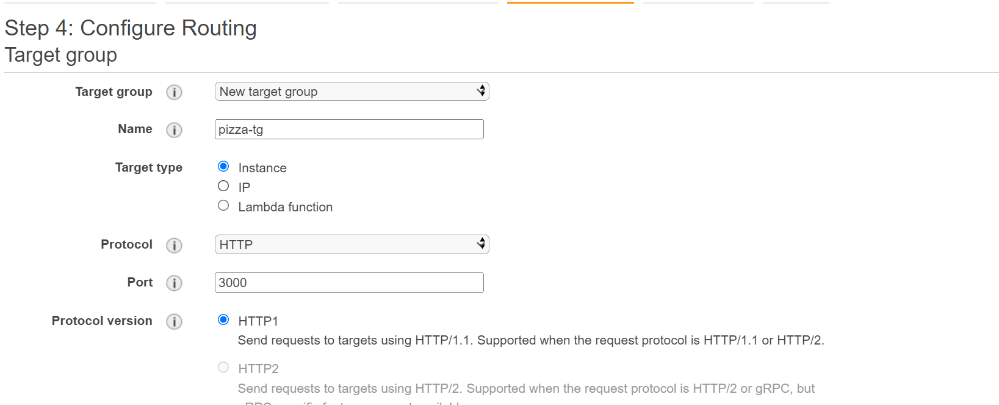 Step 4: Configure Routing
Target group
Target group
New target group
Name
pizza-tg
Target type
Instance
IP
Lambda function
Protocol
HTTP
Port
3000
Protocol version
HTTP1
Send requests to targets using HTTP/1.1. Supported when the request protocol is HTTP/1.1 or HTTP/2.
HTTP2
Send requests to targets using HTTP/2. Supported when the request protocol is HTTP/2 or gRPC, but